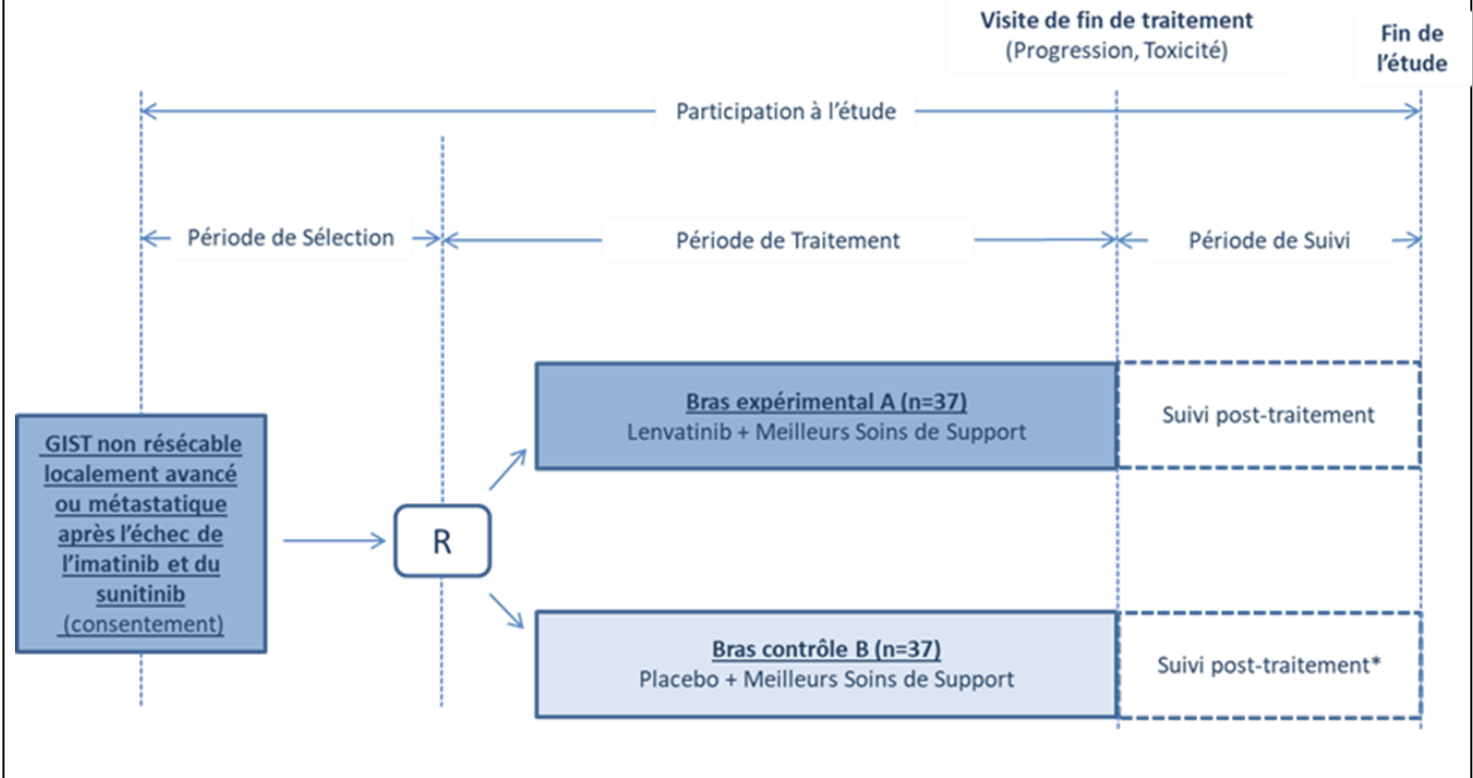 Visite de fin de traitement
(Progression, Toxicité)
Fin de
l'étude
Participation à l'étude
Période de Sélection
Période de Traitement
Période de Suivi
GIST non résécable
localement avancé
ou métastatique
après l'échec de
l'imatinib et du
sunitinib
(consentement)
R
Bras expérimental A (n=37)
Lenvatinib + Meilleurs Soins de Support
Suivi post-traitement
Bras contrôle B (n=37)
Placebo + Meilleurs Soins de Support
Suivi post-traitement*